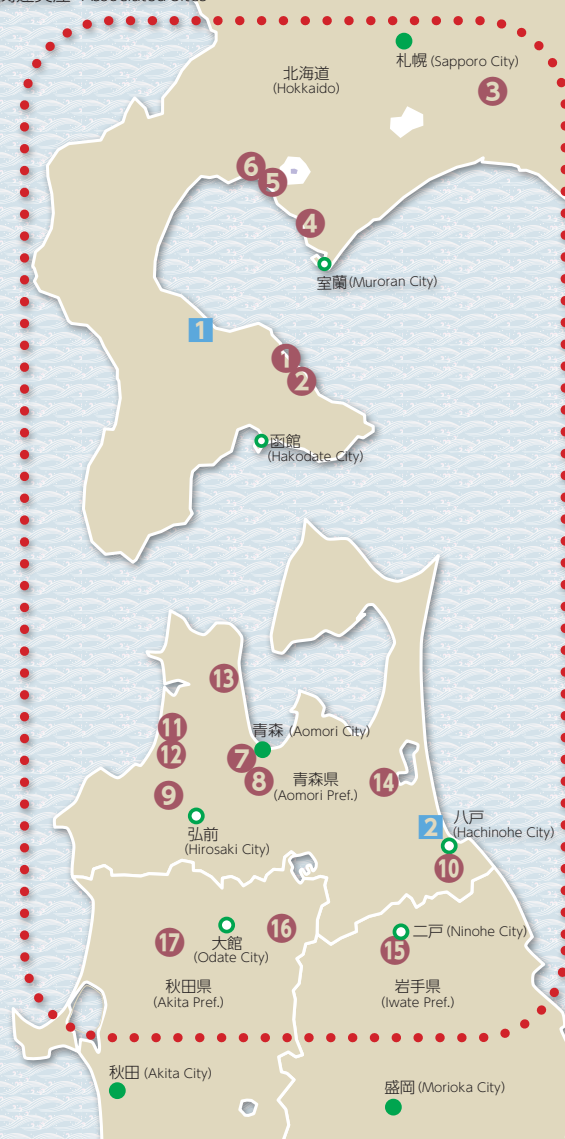 札幌 (Sapporo City)
北海道
(Hokkaido)
3
6
5
4
室蘭 (Muroran City)
1
1
2
函館
(Hakodate City)
13
11
青森 (Aomori City)
12
7
8
青森県
(Aomori Pref.)
14
9
弘前
(Hirosaki City)
2
八戸
(Hachinohe City)
10
17
大館
(Odate City)
16
二戸 (Ninohe City)
15
秋田県
(Akita Pref.)
岩手県
(Iwate Pref.)
秋田 (Akita City)
盛岡 (Morioka City)